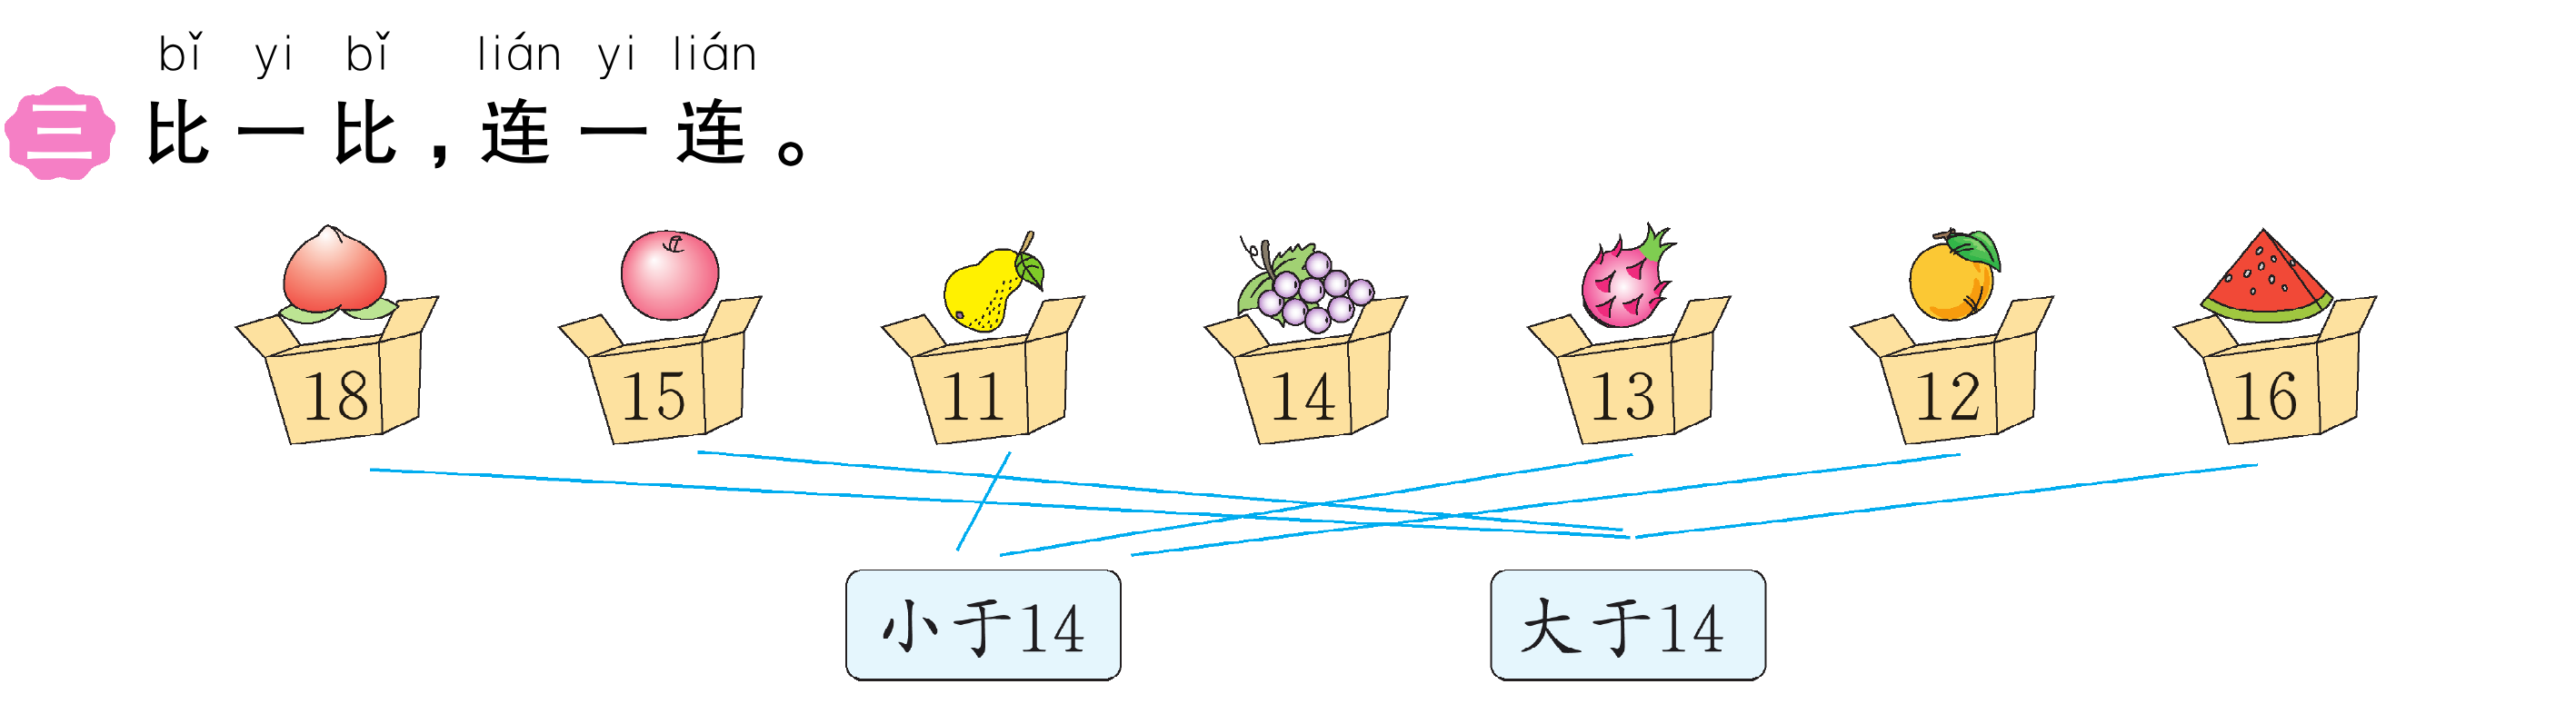 bǐ yi bǐ lián yi lián
三 比一比，连一连。
18 15 11 14 13 12 16
小于14 大于14